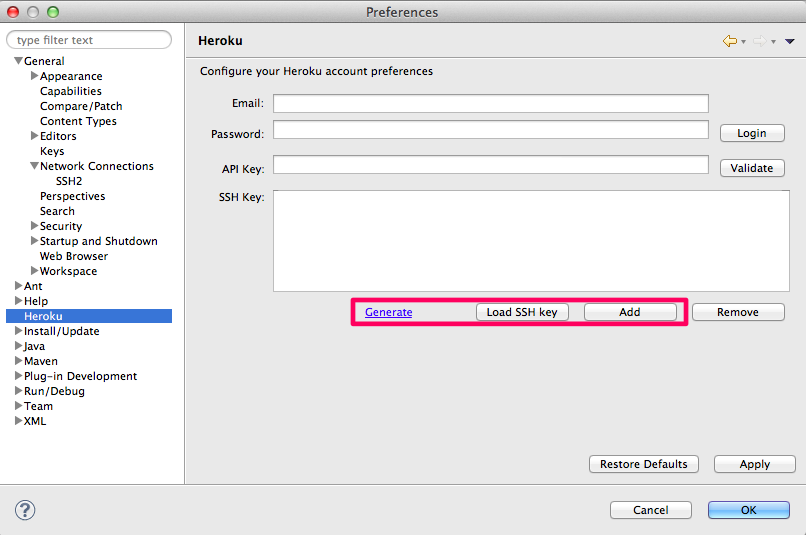 Preferences
type filter text
General
Appearance
Capabilities
Compare/Patch
Content Types
Editors
Keys
Network Connections
SSH2
Perspectives
Search
Security
Startup and Shutdown
Web Browser
Workspace
Ant
Help
Heroku
Install/Update
Java
Maven
Plug-in Development
Run/Debug
Team
XML
Heroku
Configure your Heroku account preferences
Email:
Password:
Login
API Key:
Validate
SSH Key:
Generate
Load SSH key
Add
Remove
Restore Defaults
Apply
?
Cancel
OK